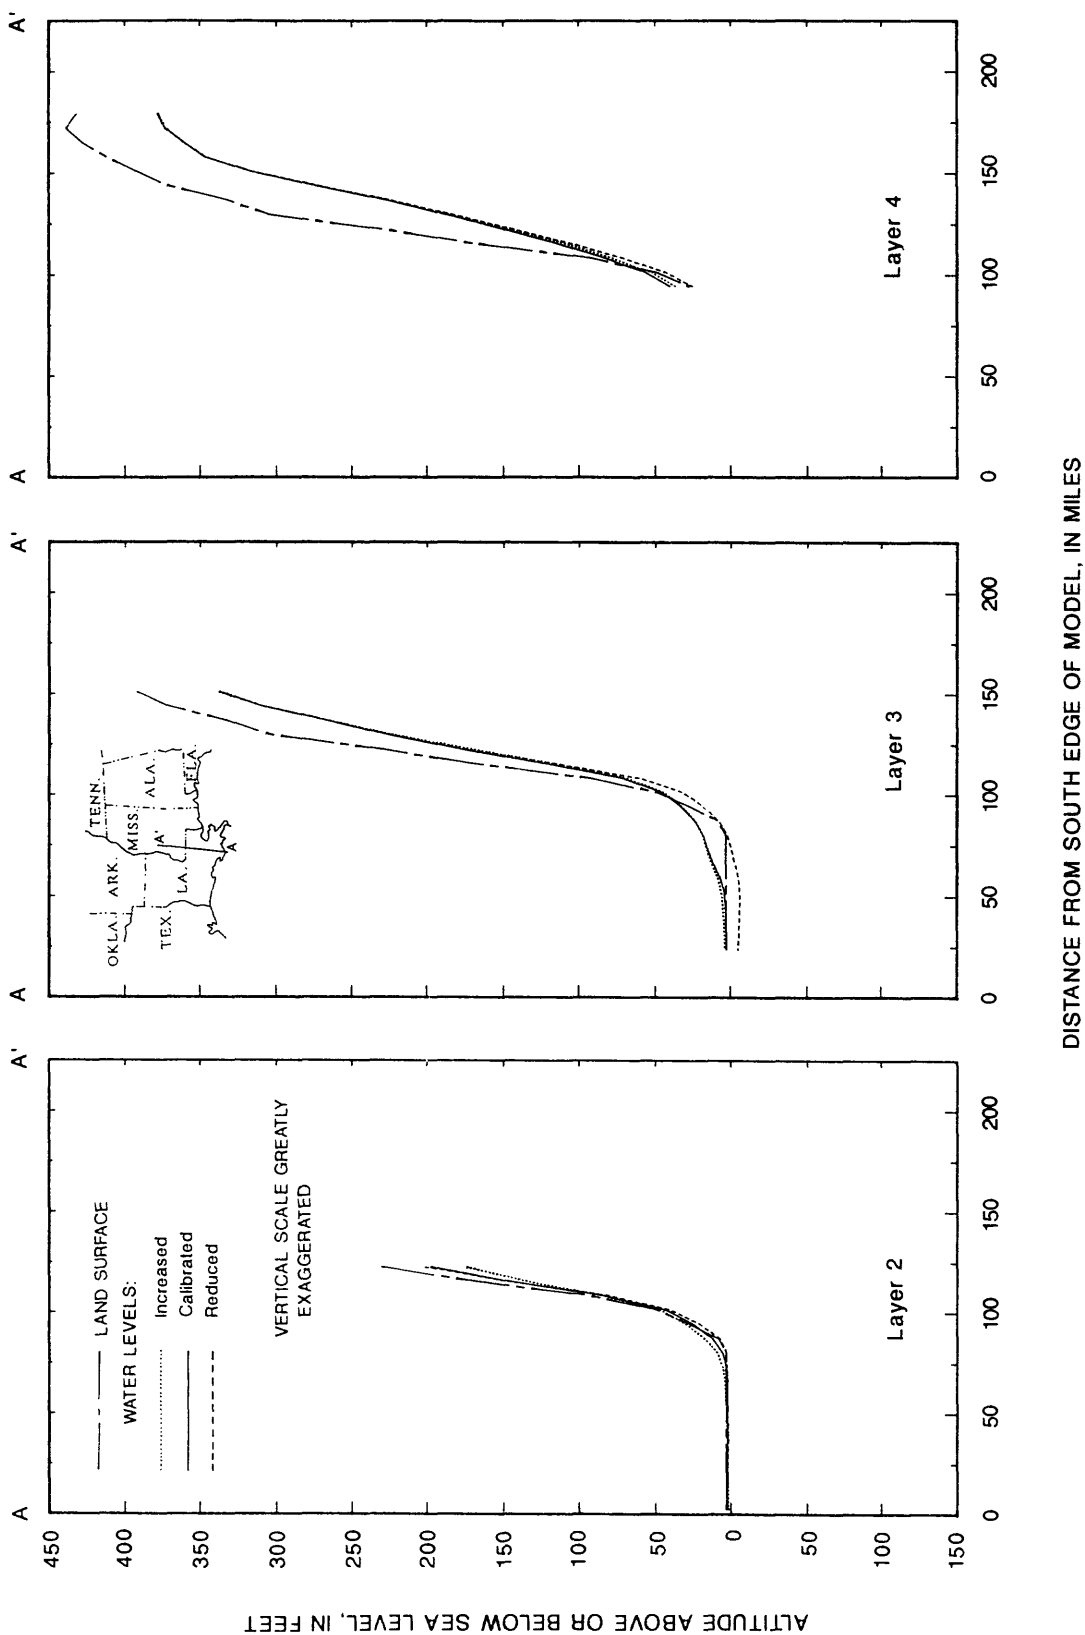 ALTITUDE ABOVE OR BELOW SEA LEVEL, IN FEET
450
400
350
300
250
200
150
100
50
0
50
100
150
A
A'
LAND SURFACE
WATER LEVELS:
Increased
Calibrated
Reduced
VERTICAL SCALE GREATLY
EXAGGERATED
Layer 2
0
50
100
150
200
A
A'
OKLA.
ARK.
TENN.
MISS.
ALA.
TEX.
LA.
FLA.
A'
A
Layer 3
0
50
100
150
200
A
A'
Layer 4
0
50
100
150
200
DISTANCE FROM SOUTH EDGE OF MODEL, IN MILES